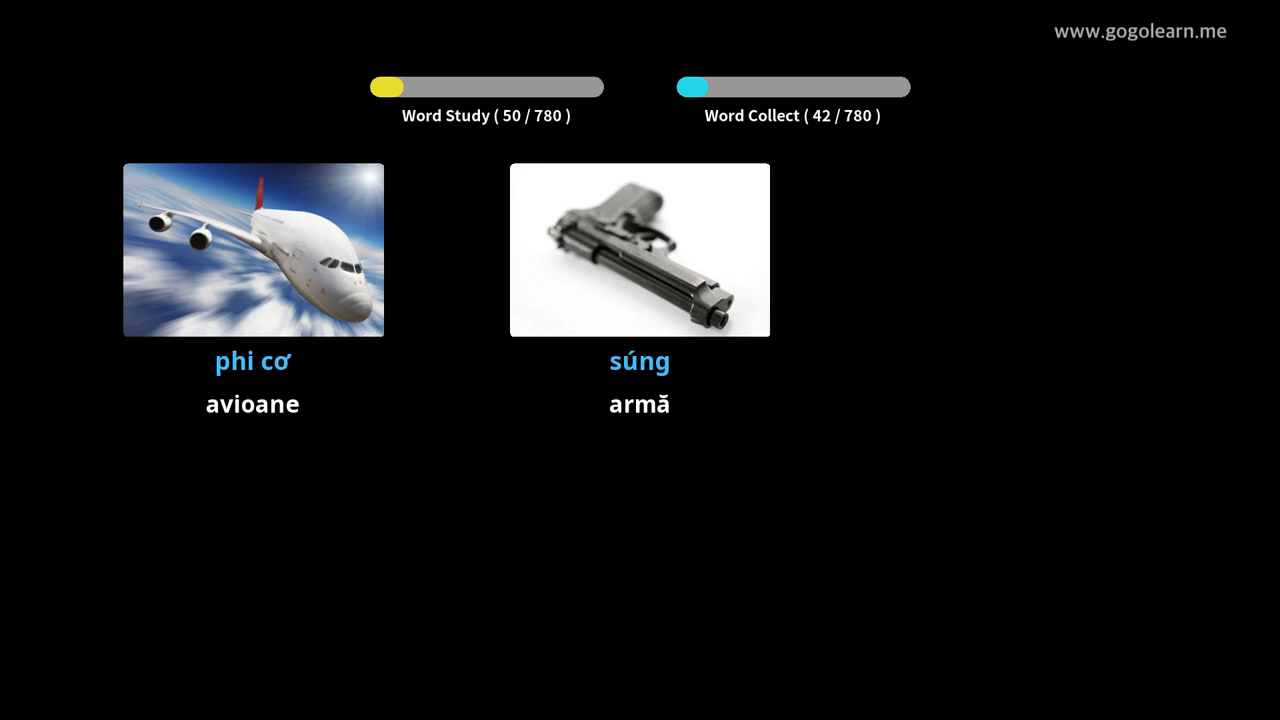 www.gogolearn.me
Word Study ( 50 / 780 )
Word Collect ( 42 / 780 )
phi cơ
súng
avioane
armă